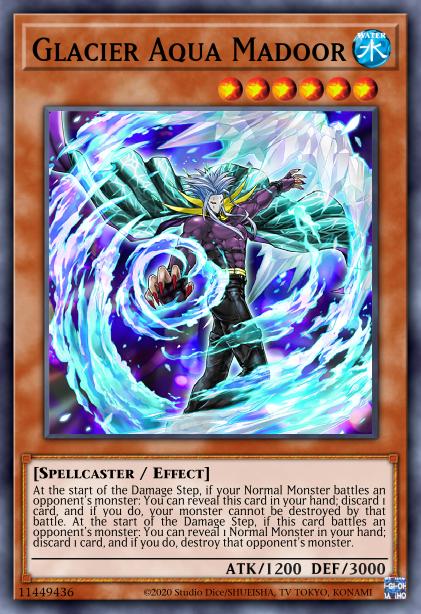 GLACIER AQUA MADOOR
WATER
水
[SPELLCASTER / EFFECT]
At the start of the Damage Step, if your Normal Monster battles an
opponent's monster: You can reveal this card in your hand; discard 1
card, and if you do, your monster cannot be destroyed by that
battle. At the start of the Damage Step, if this card battles an
opponent's monster: You can reveal 1 Normal Monster in your hand;
discard 1 card, and if you do, destroy that opponent's monster.
ATK/1200 DEF/3000
11449436 ©2020 Studio Dice/SHUEISHA, TV TOKYO, KONAMI